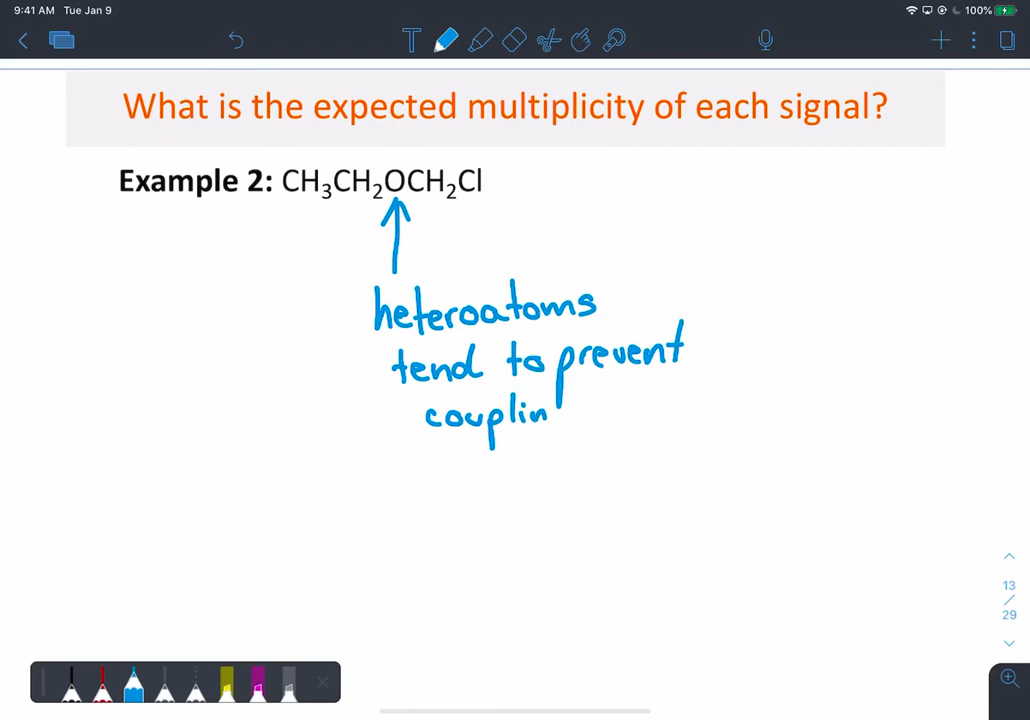 9:41 AM Tue Jan 9
100%
What is the expected multiplicity of each signal?
Example 2: CH₃CH₂OCH₂Cl
heteroatoms
tend to prevent
couplin
13
/
29